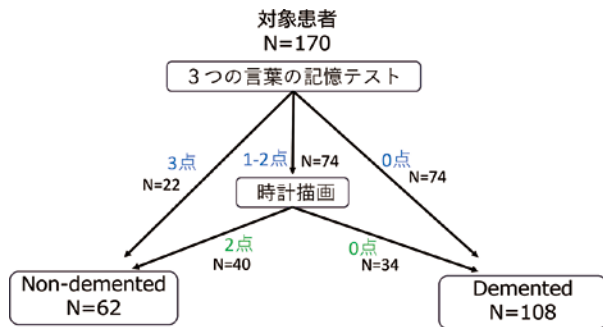 対象患者
N=170
３つの言葉の記憶テスト
3点
N=22
1-2点
N=74
0点
N=74
時計描画
2点
N=40
0点
N=34
Non-demented
N=62
Demented
N=108